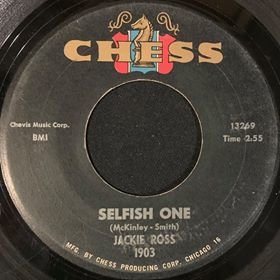 CHESS
Chevis Music Corp.
BMI
13269
Time 2:55
SELFISH ONE
(McKinley - Smith)
JACKIE ROSS
1903
MFG. BY CHESS PRODUCING CORP. CHICAGO 16